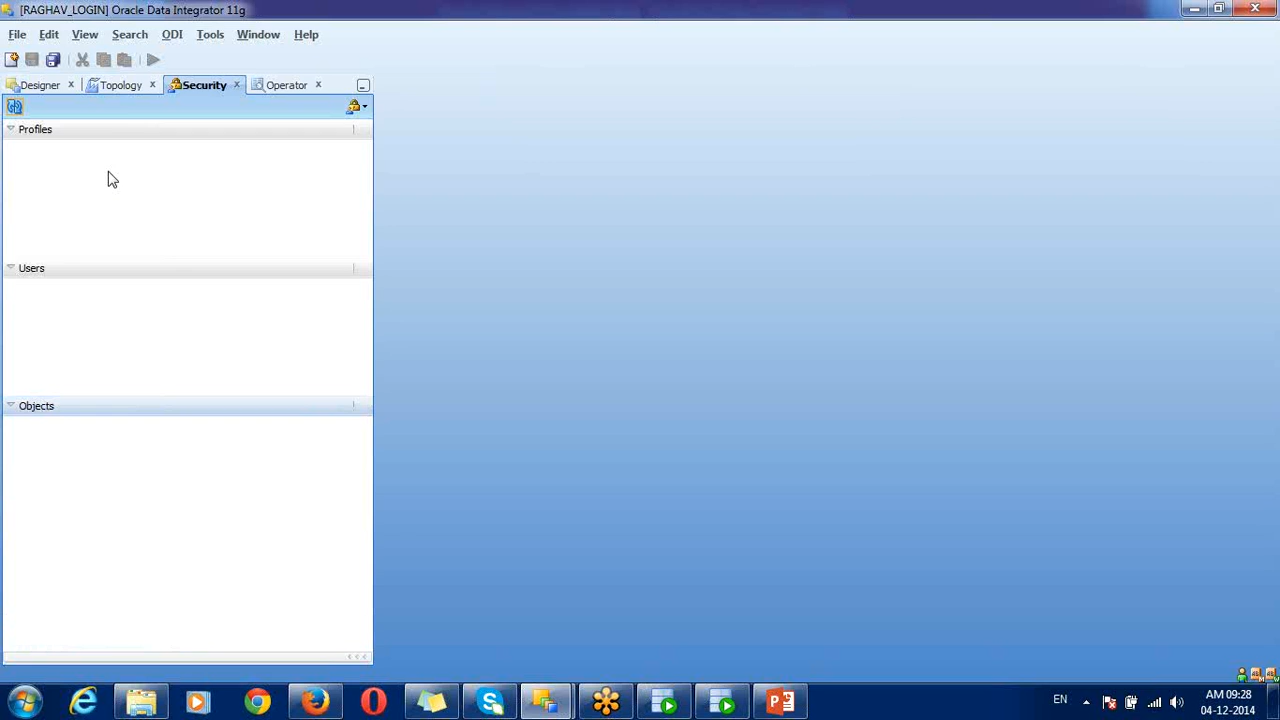 [RAGHAV_LOGIN] Oracle Data Integrator 11g
File Edit View Search ODI Tools Window Help
Designer Topology Security Operator
Profiles
Users
Objects
EN
AM 09:28
04-12-2014